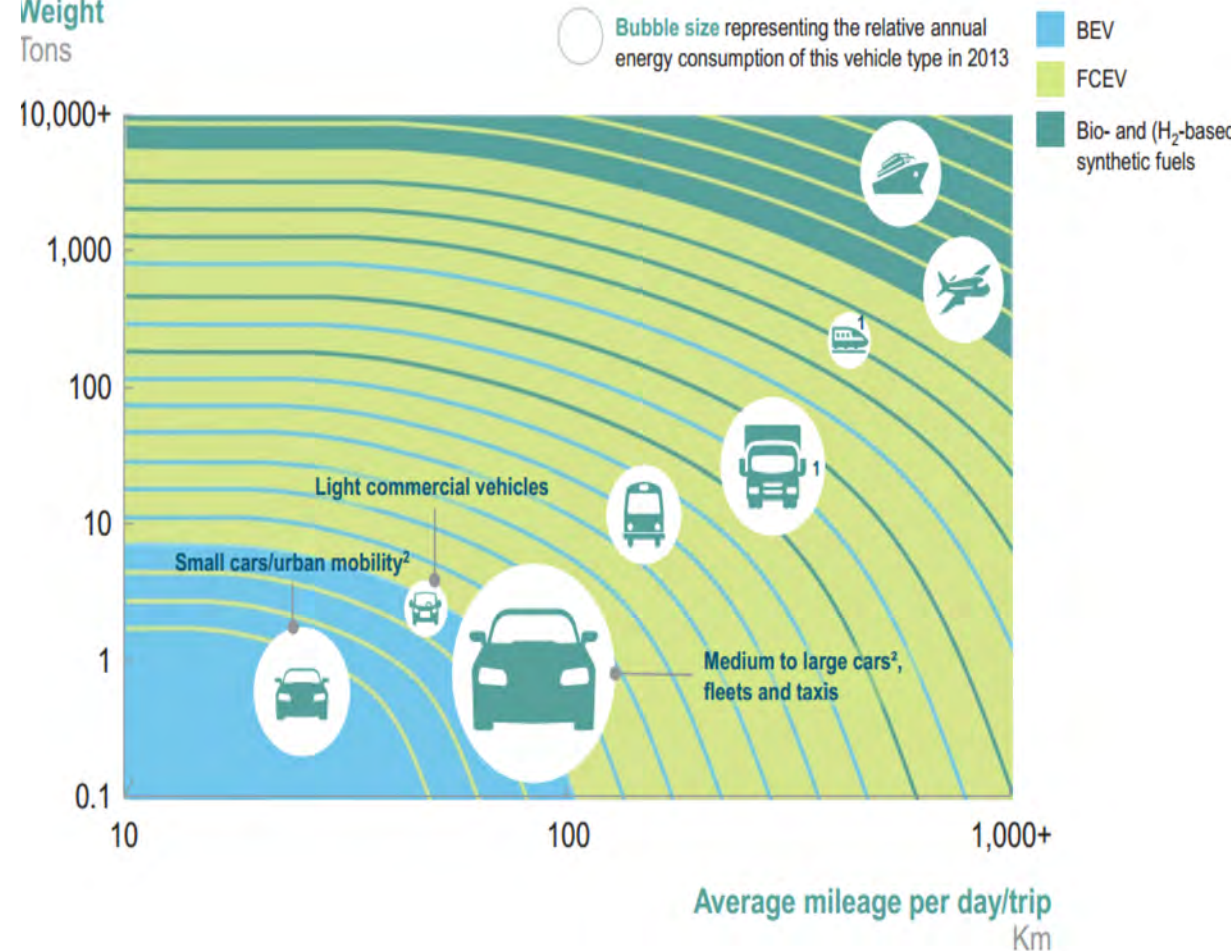 Weight
Tons
Bubble size representing the relative annual
energy consumption of this vehicle type in 2013
BEV
FCEV
Bio- and (H₂-based
synthetic fuels
10,000+
1,000
100
10
1
0.1
1
1
Light commercial vehicles
Small cars/urban mobility²
Medium to large cars²,
fleets and taxis
10
100
1,000+
Average mileage per day/trip
Km